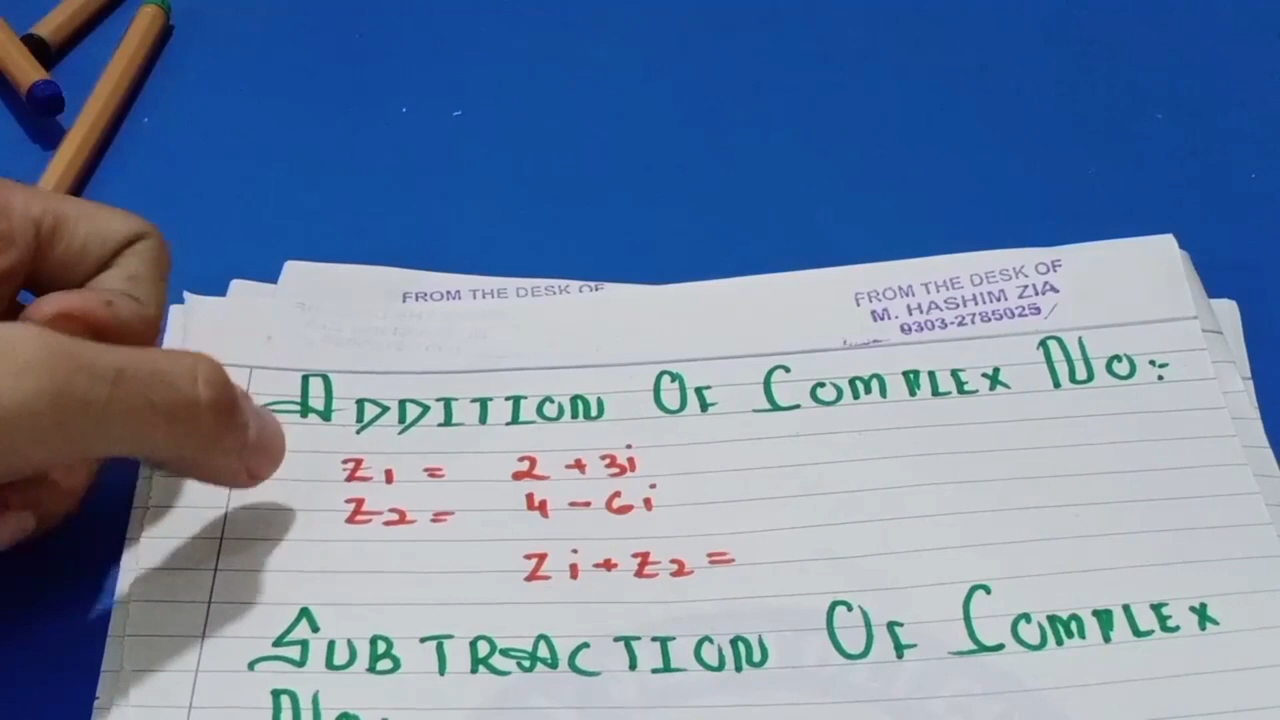 FROM THE DESK OF
FROM THE DESK OF
M. HASHIM ZIA
0303-2785025
ADDITION OF COMPLEX NO:-
Z1 = 2 + 3i
Z2 = 4 - 6i
Zi + Z2 =
SUBTRACTION OF COMPLEX
No: